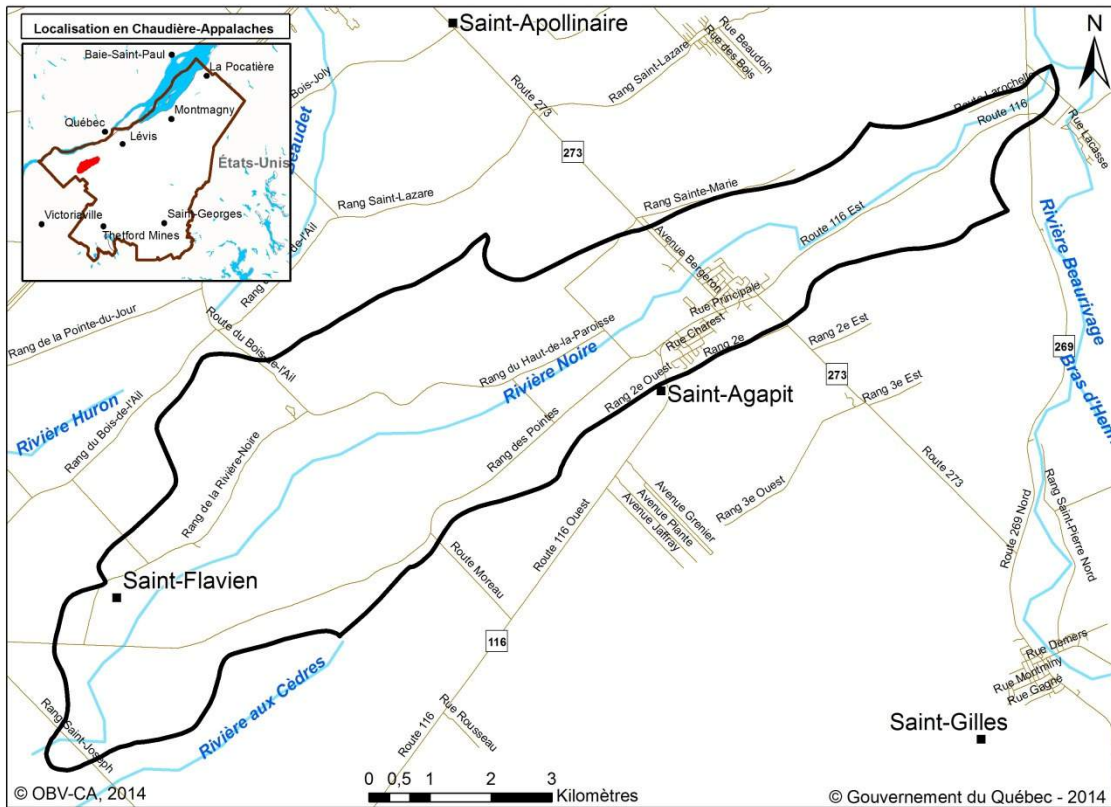 Localisation en Chaudière-Appalaches
Baie-Saint-Paul
La Pocatière
Montmagny
Québec
Lévis
États-Unis
Victoriaville
Saint-Georges
Thetford Mines
Saint-Apollinaire
Rue Beaudoin
Rue des Bois
N
Rang Saint-Lazare
Route 273
273
Bois-Joly
Route Larochelle
Route 116
Rue Lacasse
Rang Saint-Lazare
Rang Sainte-Marie
Route 116 Est
Avenue Bergeron
Rivière Beaurivage
Rue Principale
Rang de la Pointe-du-Jour
Route du Bois-de-l'Ail
Rang du Haut-de-la-Paroisse
Rue Charest
Rang 2e
Rang 2e Est
269
Rivière Noire
Rang 2e Ouest
273
Rang 3e Est
Saint-Agapit
Rivière Huron
Rang du Bois-de-l'Ail
Rang des Pointes
Rang de la Rivière-Noire
Route 273
Rang 3e Ouest
Avenue Grenier
Avenue Plante
Avenue Jaffray
Route 116 Ouest
Route 269 Nord
Rang Saint-Pierre Nord
Route Moreau
Saint-Flavien
116
Rue Demers
Rue Montminy
Rue Gagné
Rivière aux Cèdres
Rang Saint-Joseph
Rue Rousseau
Route 116
Saint-Gilles
0 0,5 1 2 3
Kilomètres
© OBV-CA, 2014
© Gouvernement du Québec - 2014